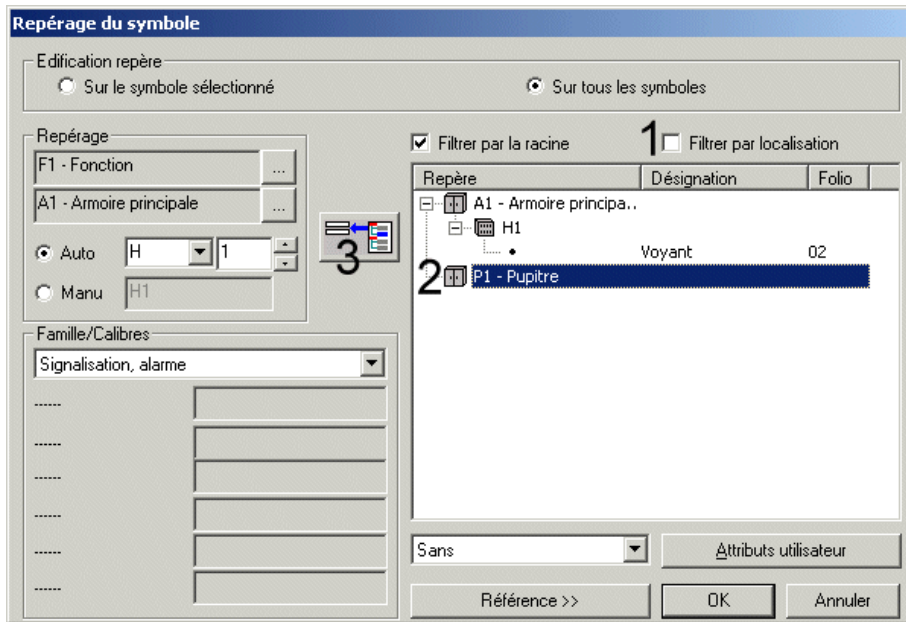 Repérage du symbole
Edification repère
Sur le symbole sélectionné
Sur tous les symboles
Repérage
F1 - Fonction
...
A1 - Armoire principale
...
Auto H 1
Manu H1
3
Famille/Calibres
Signalisation, alarme
------
------
------
------
------
------
Filtrer par la racine
1 Filtrer par localisation
Repère Désignation Folio
A1 - Armoire principa..
H1
Voyant 02
2 P1 - Pupitre
Sans
Attributs utilisateur
Référence >>
OK
Annuler